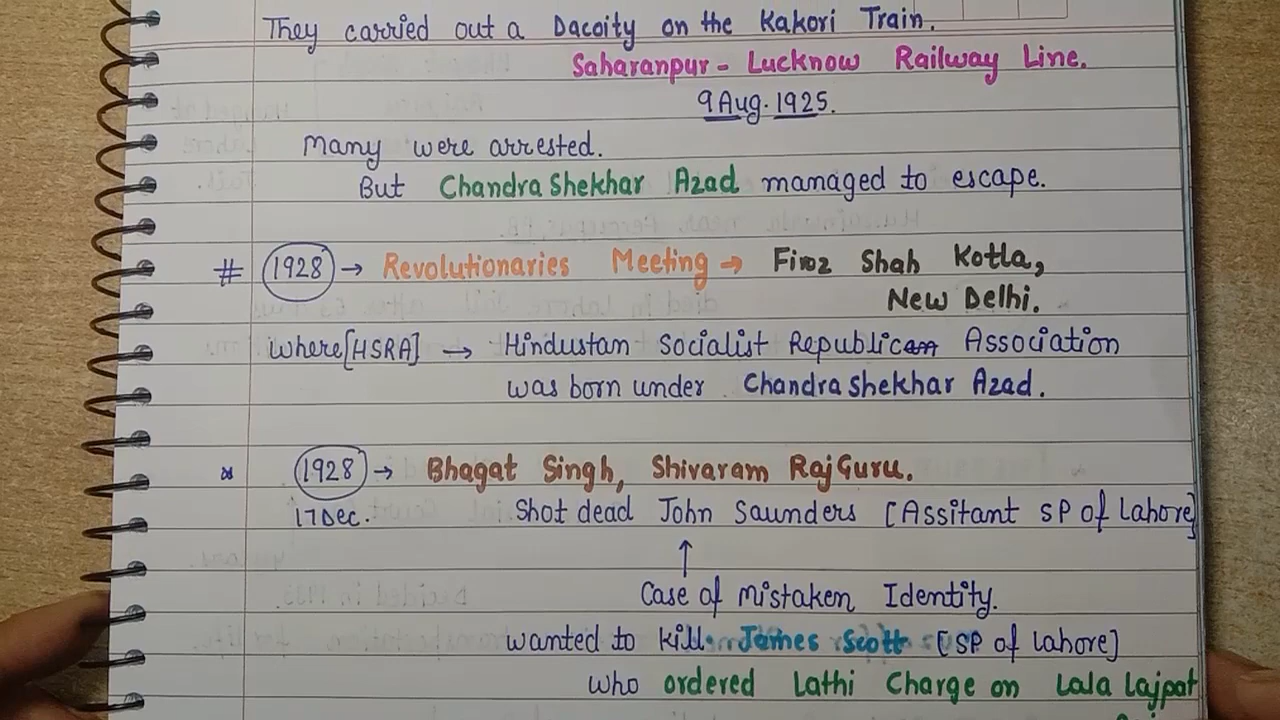 They carried out a Dacoity on the Kakori Train.
Saharanpur - Lucknow Railway Line.
9 Aug. 1925.
Many were arrested.
But Chandra Shekhar Azad managed to escape.
# 1928 → Revolutionaries Meeting → Firoz Shah Kotla,
New Delhi.
where [HSRA] → Hindustan Socialist Republican Association
was born under Chandra Shekhar Azad.
1928 → Bhagat Singh, Shivaram RajGuru.
17 Dec. Shot dead John Saunders [Assitant SP of Lahore]
↑
Case of Mistaken Identity.
wanted to kill James Scott [SP of Lahore]
who ordered Lathi Charge on Lala Lajpat